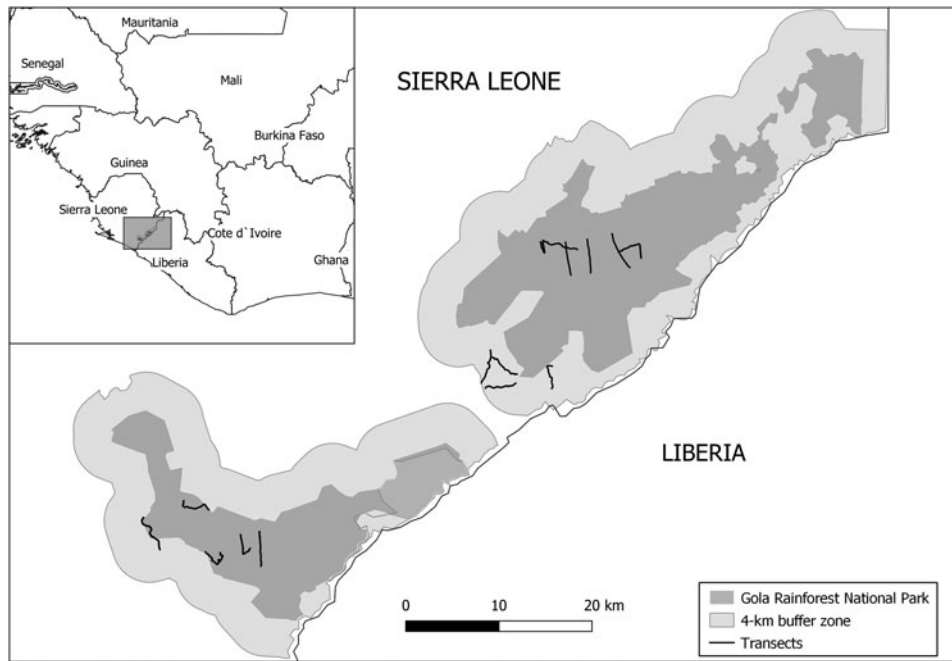 Mauritania
Senegal
Mali
Burkina Faso
Guinea
Sierra Leone
Cote d`Ivoire
Ghana
Liberia
SIERRA LEONE
LIBERIA
0 10 20 km
Gola Rainforest National Park
4-km buffer zone
Transects